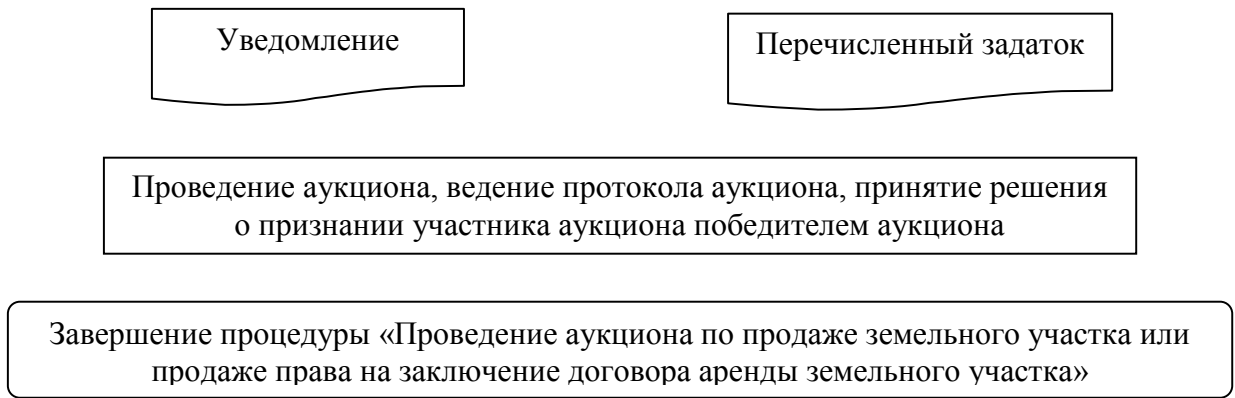 Уведомление
Перечисленный задаток
Проведение аукциона, ведение протокола аукциона, принятие решения
о признании участника аукциона победителем аукциона
Завершение процедуры «Проведение аукциона по продаже земельного участка или
продаже права на заключение договора аренды земельного участка»